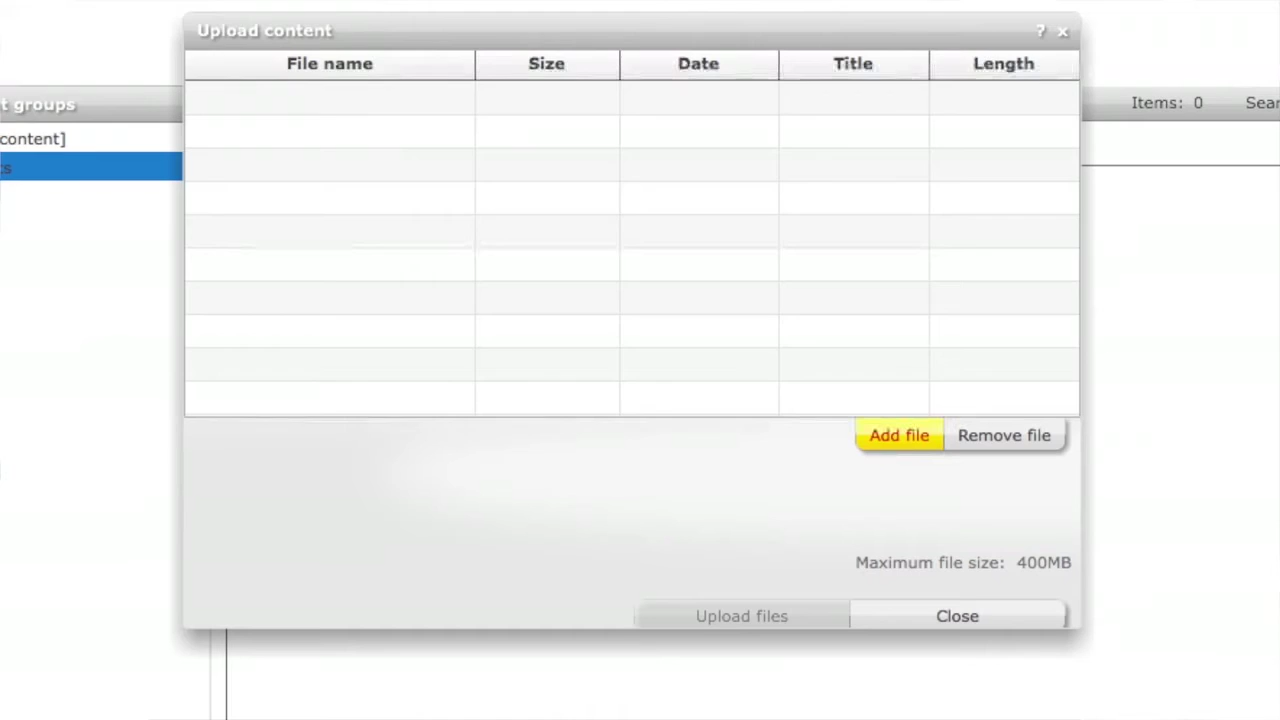 Upload content ? ×
File name Size Date Title Length
t groups
Items: 0 Sear
content]
ts
Add file Remove file
Maximum file size: 400MB
Upload files Close